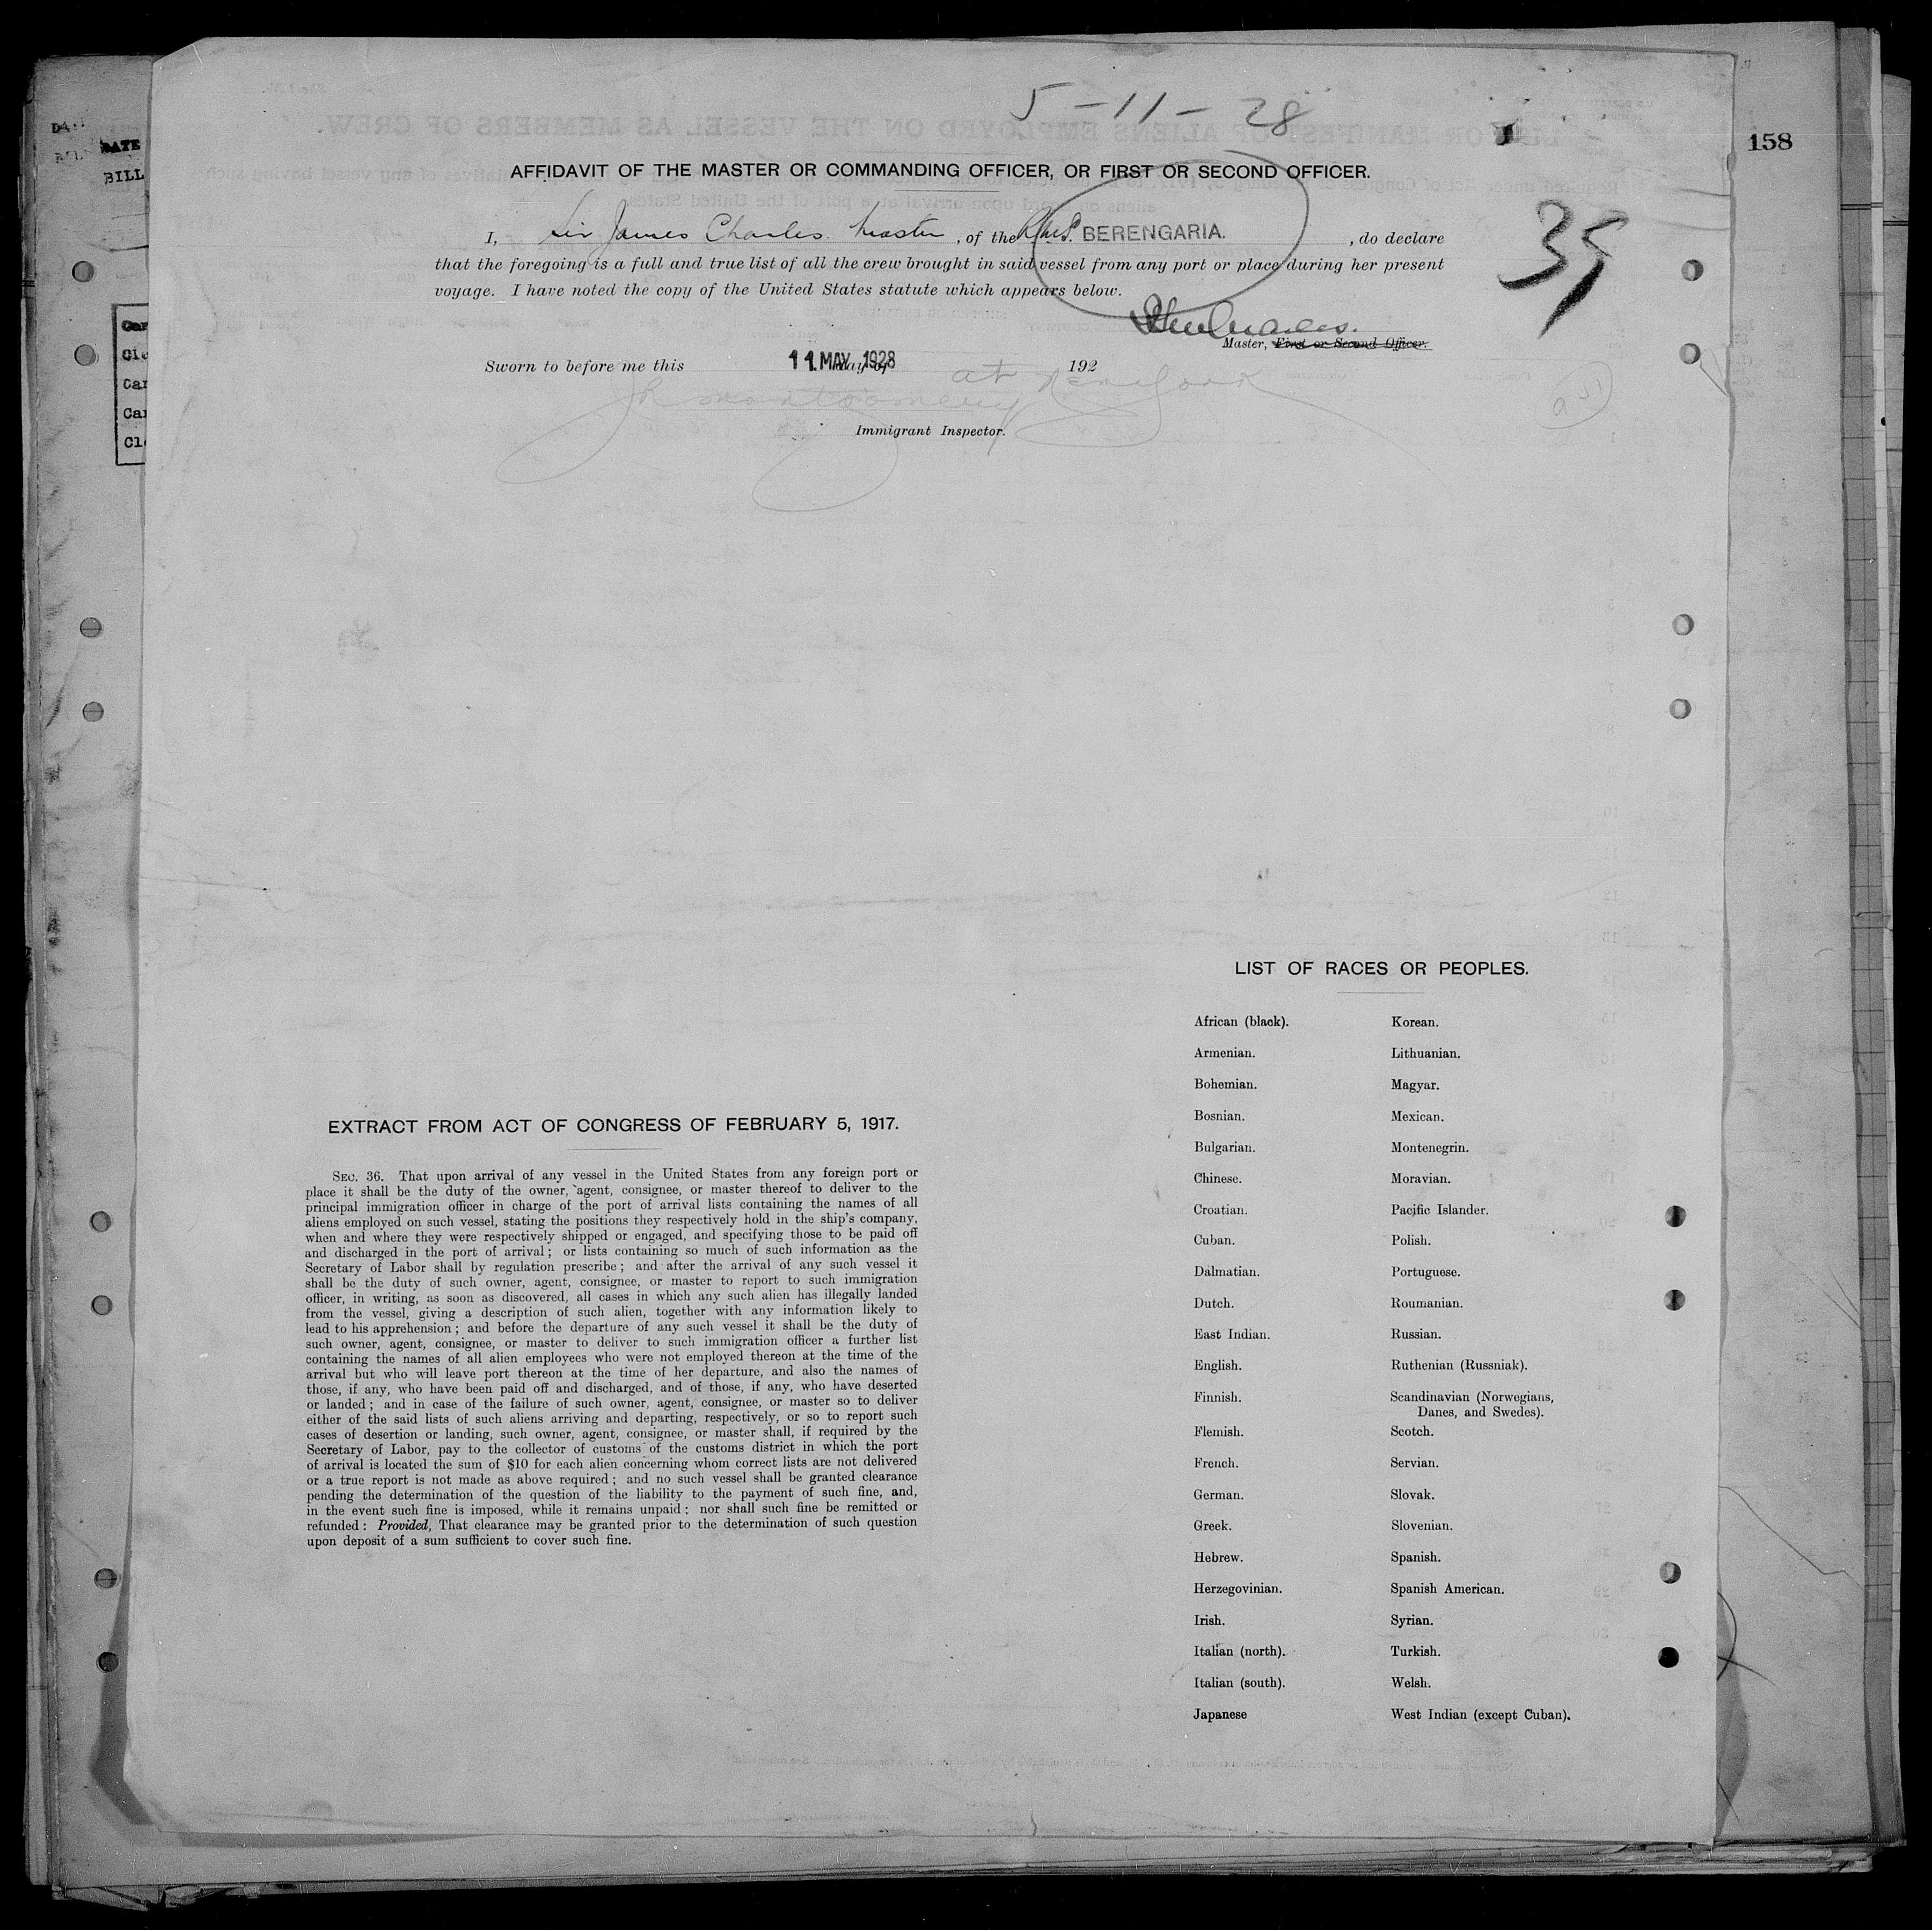 5-11-28
158
35
DATE
BILL
AFFIDAVIT OF THE MASTER OR COMMANDING OFFICER, OR FIRST OR SECOND OFFICER.
I, Sir James Charles Master, of the R.M.S. BERENGARIA., do declare
that the foregoing is a full and true list of all the crew brought in said vessel from any port or place during her present
voyage. I have noted the copy of the United States statute which appears below.
Master, First or Second Officer.
Sworn to before me this 11 MAY 1928 day of at New York 192
Immigrant Inspector.
EXTRACT FROM ACT OF CONGRESS OF FEBRUARY 5, 1917.
SEC. 36. That upon arrival of any vessel in the United States from any foreign port or
place it shall be the duty of the owner, agent, consignee, or master thereof to deliver to the
principal immigration officer in charge of the port of arrival lists containing the names of all
aliens employed on such vessel, stating the positions they respectively hold in the ship's company,
when and where they were respectively shipped or engaged, and specifying those to be paid off
and discharged in the port of arrival; or lists containing so much of such information as the
Secretary of Labor shall by regulation prescribe; and after the arrival of any such vessel it
shall be the duty of such owner, agent, consignee, or master to report to such immigration
officer, in writing, as soon as discovered, all cases in which any such alien has illegally landed
from the vessel, giving a description of such alien, together with any information likely to
lead to his apprehension; and before the departure of any such vessel it shall be the duty of
such owner, agent, consignee, or master to deliver to such immigration officer a further list
containing the names of all alien employees who were not employed thereon at the time of the
arrival but who will leave port thereon at the time of her departure, and also the names of
those, if any, who have been paid off and discharged, and of those, if any, who have deserted
or landed; and in case of the failure of such owner, agent, consignee, or master so to deliver
either of the said lists of such aliens arriving and departing, respectively, or so to report such
cases of desertion or landing, such owner, agent, consignee, or master shall, if required by the
Secretary of Labor, pay to the collector of customs of the customs district in which the port
of arrival is located the sum of $10 for each alien concerning whom correct lists are not delivered
or a true report is not made as above required; and no such vessel shall be granted clearance
pending the determination of the question of the liability to the payment of such fine, and,
in the event such fine is imposed, while it remains unpaid; nor shall such fine be remitted or
refunded: Provided, That clearance may be granted prior to the determination of such question
upon deposit of a sum sufficient to cover such fine.
LIST OF RACES OR PEOPLES.
African (black).
Armenian.
Bohemian.
Bosnian.
Bulgarian.
Chinese.
Croatian.
Cuban.
Dalmatian.
Dutch.
East Indian.
English.
Finnish.
Flemish.
French.
German.
Greek.
Hebrew.
Herzegovinian.
Irish.
Italian (north).
Italian (south).
Japanese
Korean.
Lithuanian.
Magyar.
Mexican.
Montenegrin.
Moravian.
Pacific Islander.
Polish.
Portuguese.
Roumanian.
Russian.
Ruthenian (Russniak).
Scandinavian (Norwegians,
Danes, and Swedes).
Scotch.
Servian.
Slovak.
Slovenian.
Spanish.
Spanish American.
Syrian.
Turkish.
Welsh.
West Indian (except Cuban).